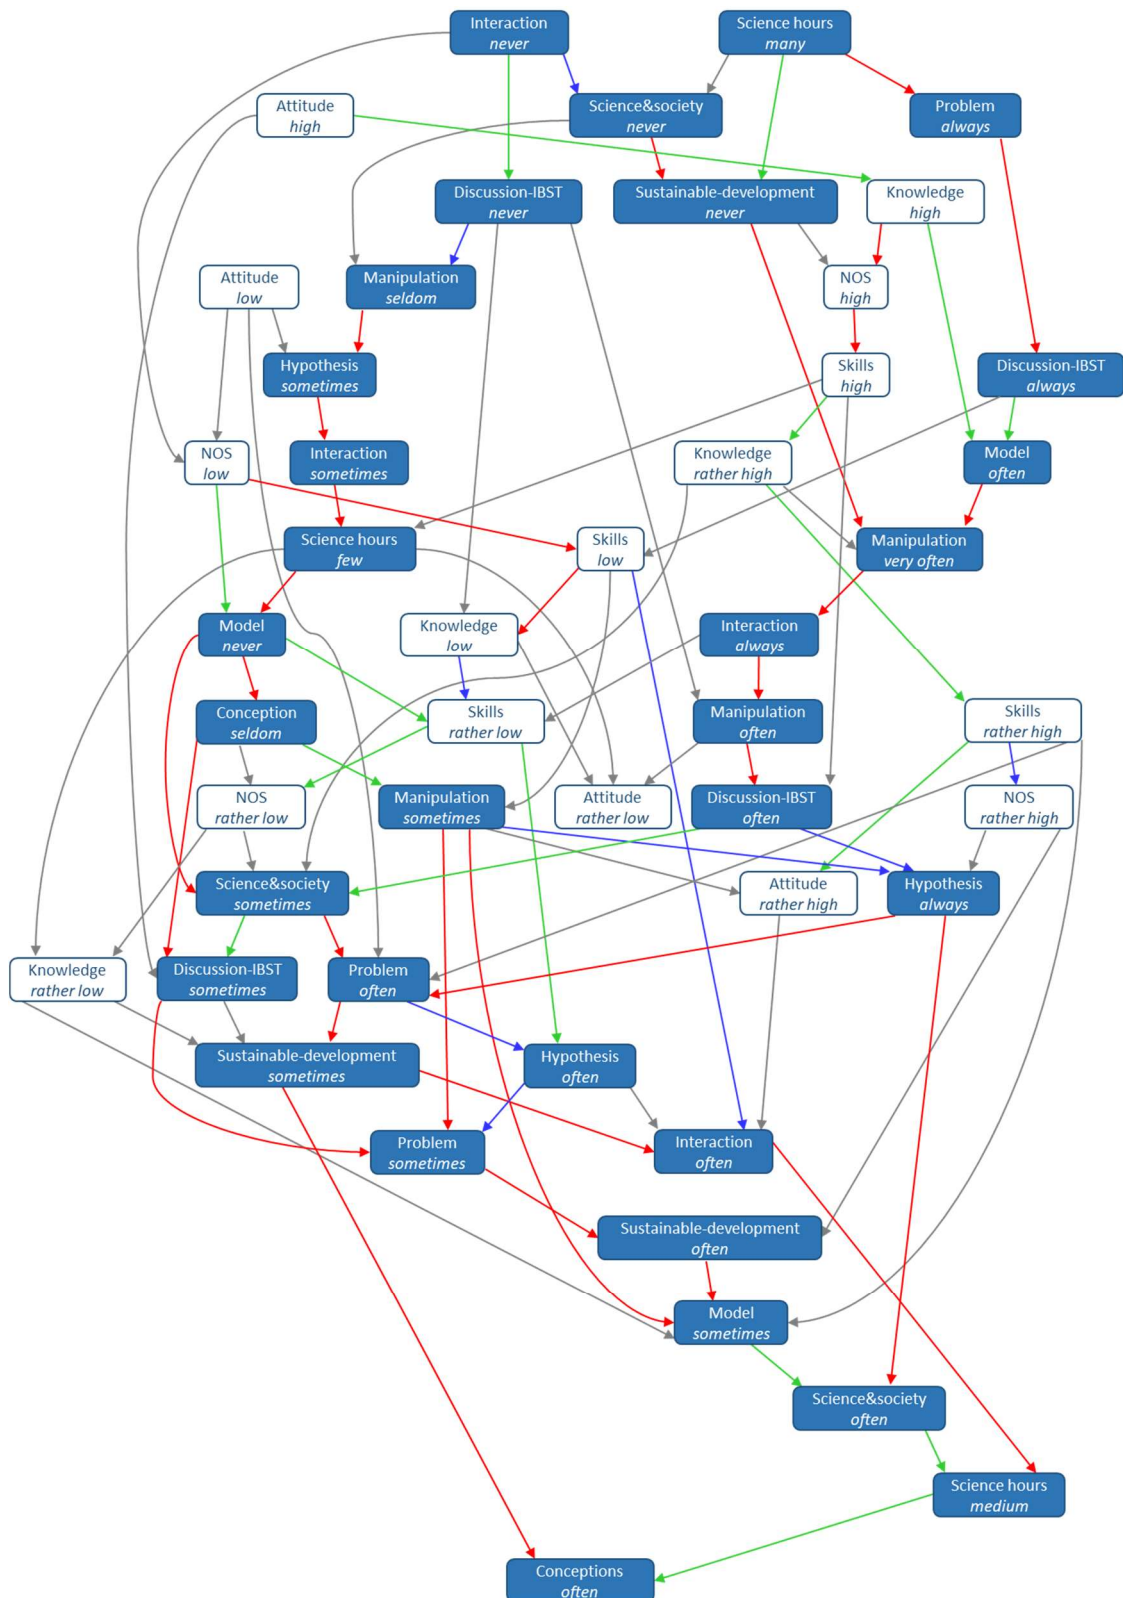 Interaction
never
Science hours
many
Attitude
high
Science&society
never
Problem
always
Discussion-IBST
never
Sustainable-development
never
Knowledge
high
Attitude
low
Manipulation
seldom
NOS
high
Hypothesis
sometimes
Skills
high
Discussion-IBST
always
NOS
low
Interaction
sometimes
Knowledge
rather high
Model
often
Science hours
few
Skills
low
Manipulation
very often
Model
never
Knowledge
low
Interaction
always
Conception
seldom
Skills
rather low
Manipulation
often
Skills
rather high
NOS
rather low
Manipulation
sometimes
Attitude
rather low
Discussion-IBST
often
NOS
rather high
Science&society
sometimes
Attitude
rather high
Hypothesis
always
Knowledge
rather low
Discussion-IBST
sometimes
Problem
often
Sustainable-development
sometimes
Hypothesis
often
Problem
sometimes
Interaction
often
Sustainable-development
often
Model
sometimes
Science&society
often
Science hours
medium
Conceptions
often